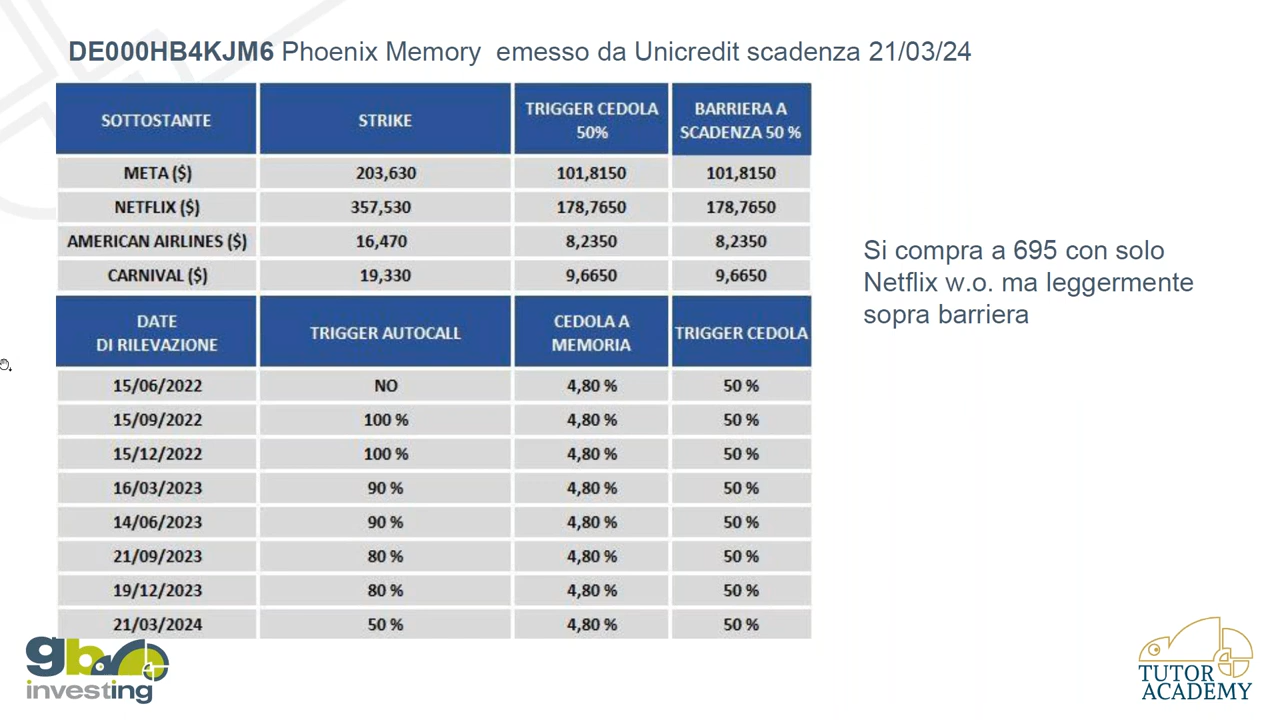 DE000HB4KJM6 Phoenix Memory emesso da Unicredit scadenza 21/03/24
SOTTOSTANTE STRIKE TRIGGER CEDOLA 50% BARRIERA A SCADENZA 50 %
META ($) 203,630 101,8150 101,8150
NETFLIX ($) 357,530 178,7650 178,7650
AMERICAN AIRLINES ($) 16,470 8,2350 8,2350
CARNIVAL ($) 19,330 9,6650 9,6650
DATE DI RILEVAZIONE TRIGGER AUTOCALL CEDOLA A MEMORIA TRIGGER CEDOLA
15/06/2022 NO 4,80 % 50 %
15/09/2022 100 % 4,80 % 50 %
15/12/2022 100 % 4,80 % 50 %
16/03/2023 90 % 4,80 % 50 %
14/06/2023 90 % 4,80 % 50 %
21/09/2023 80 % 4,80 % 50 %
19/12/2023 80 % 4,80 % 50 %
21/03/2024 50 % 4,80 % 50 %
Si compra a 695 con solo
Netflix w.o. ma leggermente
sopra barriera
gb
investing
TUTOR
ACADEMY